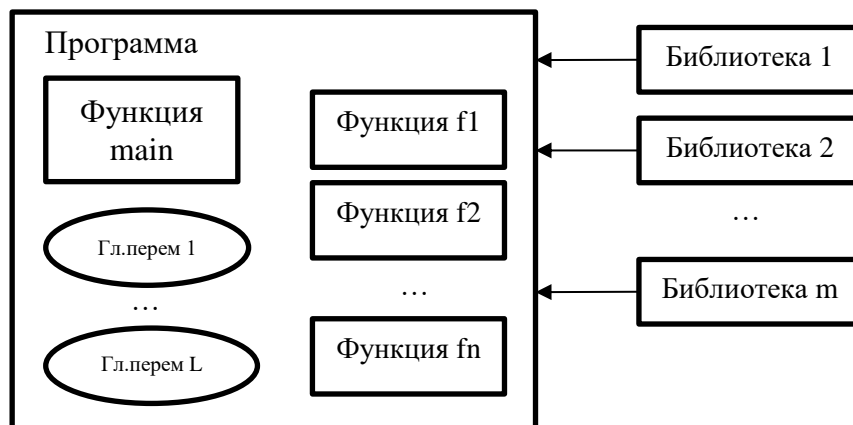 Программа
Функция
main
Гл.перем 1
…
Гл.перем L
Функция f1
Функция f2
…
Функция fn
Библиотека 1
Библиотека 2
…
Библиотека m